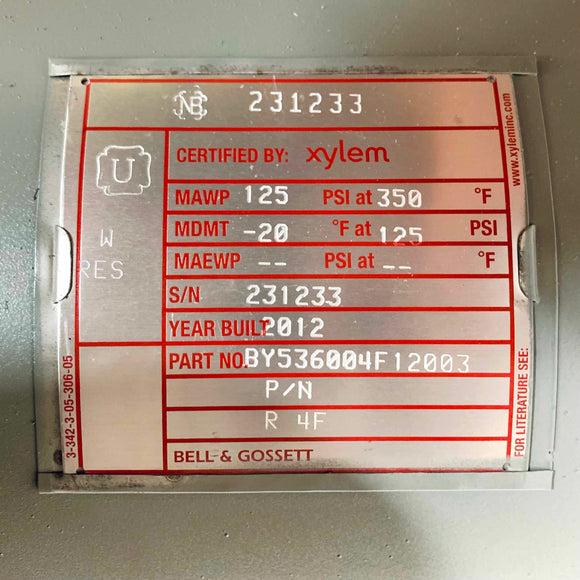 NB 231233
U
W
RES
CERTIFIED BY: xylem
MAWP 125 PSI at 350 °F
MDMT -20 °F at 125 PSI
MAEWP -- PSI at -- °F
S/N 231233
YEAR BUILT 2012
PART NO. BY536004F12003
P/N
R 4F
BELL & GOSSETT
3-342-3-05-306-05
www.xyleminc.com
FOR LITERATURE SEE: